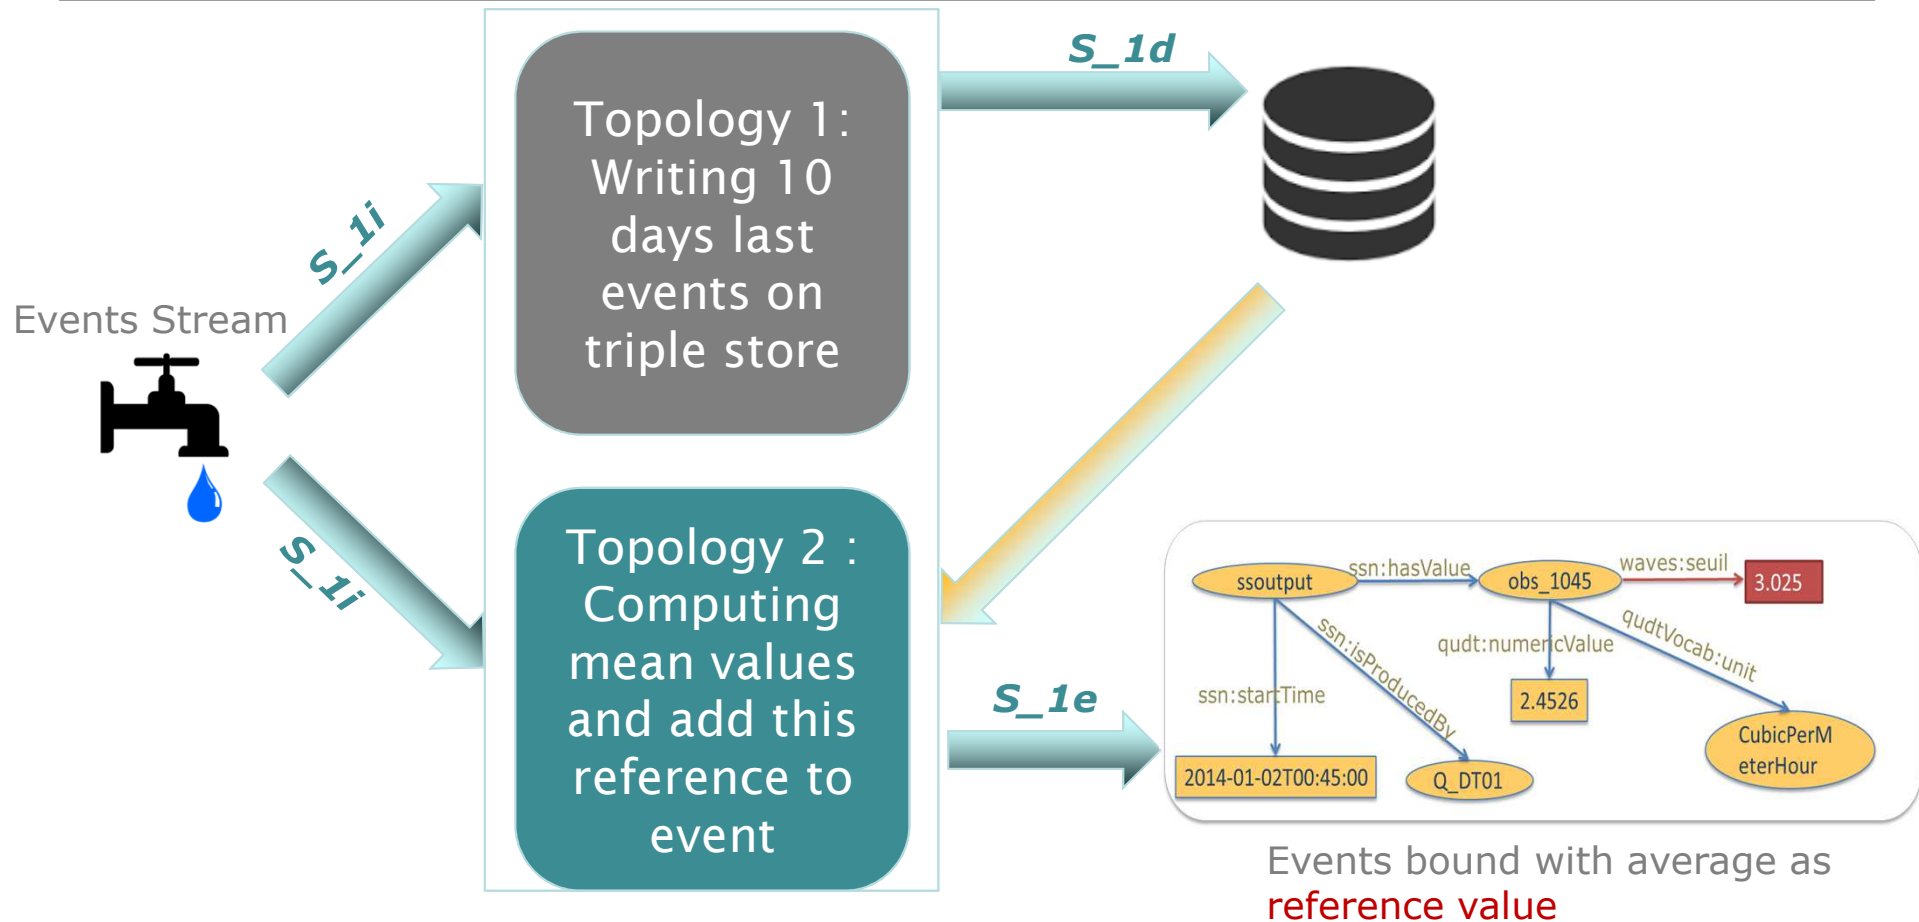 S_1d
Topology 1:
Writing 10
days last
events on
triple store
S_1i
Events Stream
S_1i
Topology 2 :
Computing
mean values
and add this
reference to
event
S_1e
ssoutput
ssn:hasValue
obs_1045
waves:seuil
3.025
ssn:isProducedBy
qudt:numericValue
qudtVocab:unit
ssn:startTime
2.4526
CubicPerM
eterHour
2014-01-02T00:45:00
Q_DT01
Events bound with average as
reference value